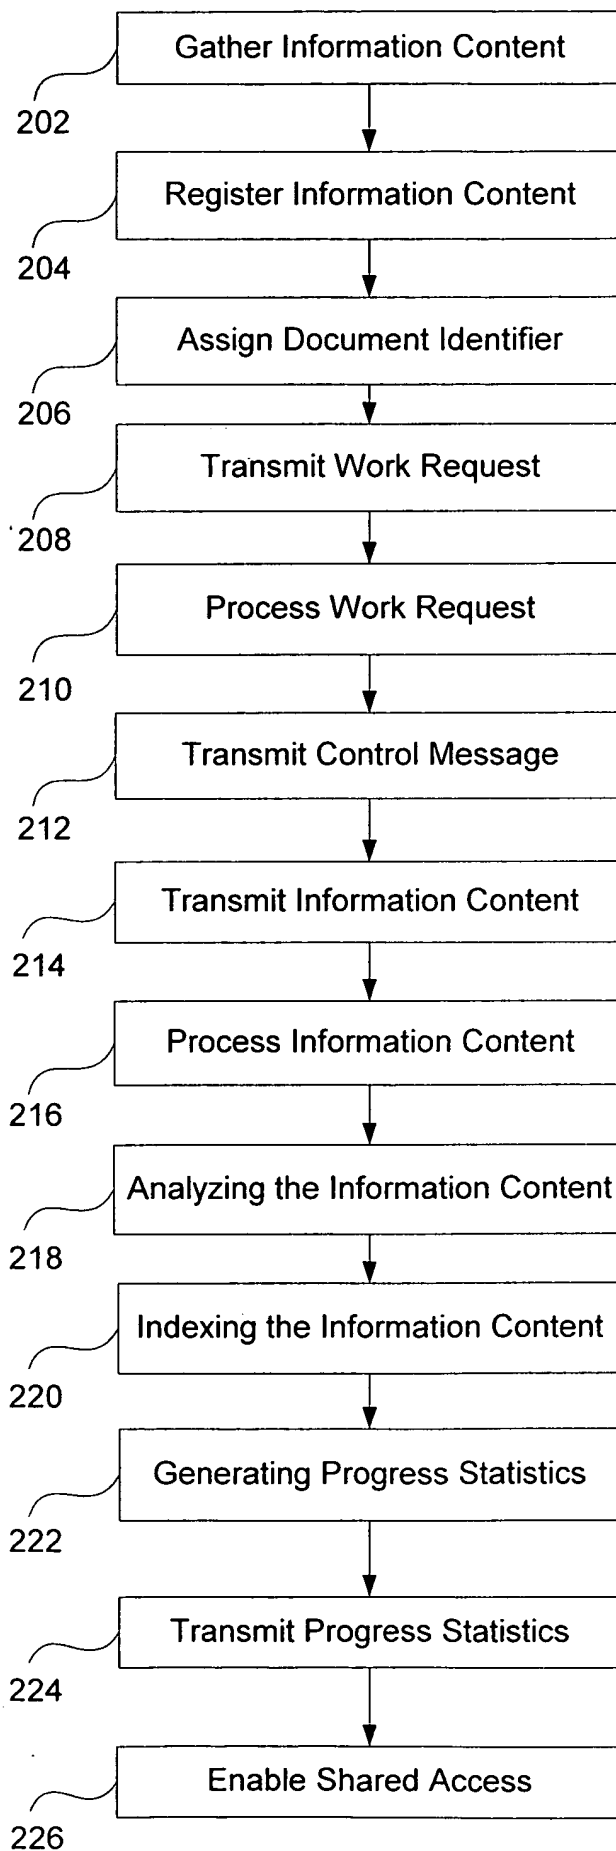 Gather Information Content
202
Register Information Content
204
Assign Document Identifier
206
Transmit Work Request
208
Process Work Request
210
Transmit Control Message
212
Transmit Information Content
214
Process Information Content
216
Analyzing the Information Content
218
Indexing the Information Content
220
Generating Progress Statistics
222
Transmit Progress Statistics
224
Enable Shared Access
226